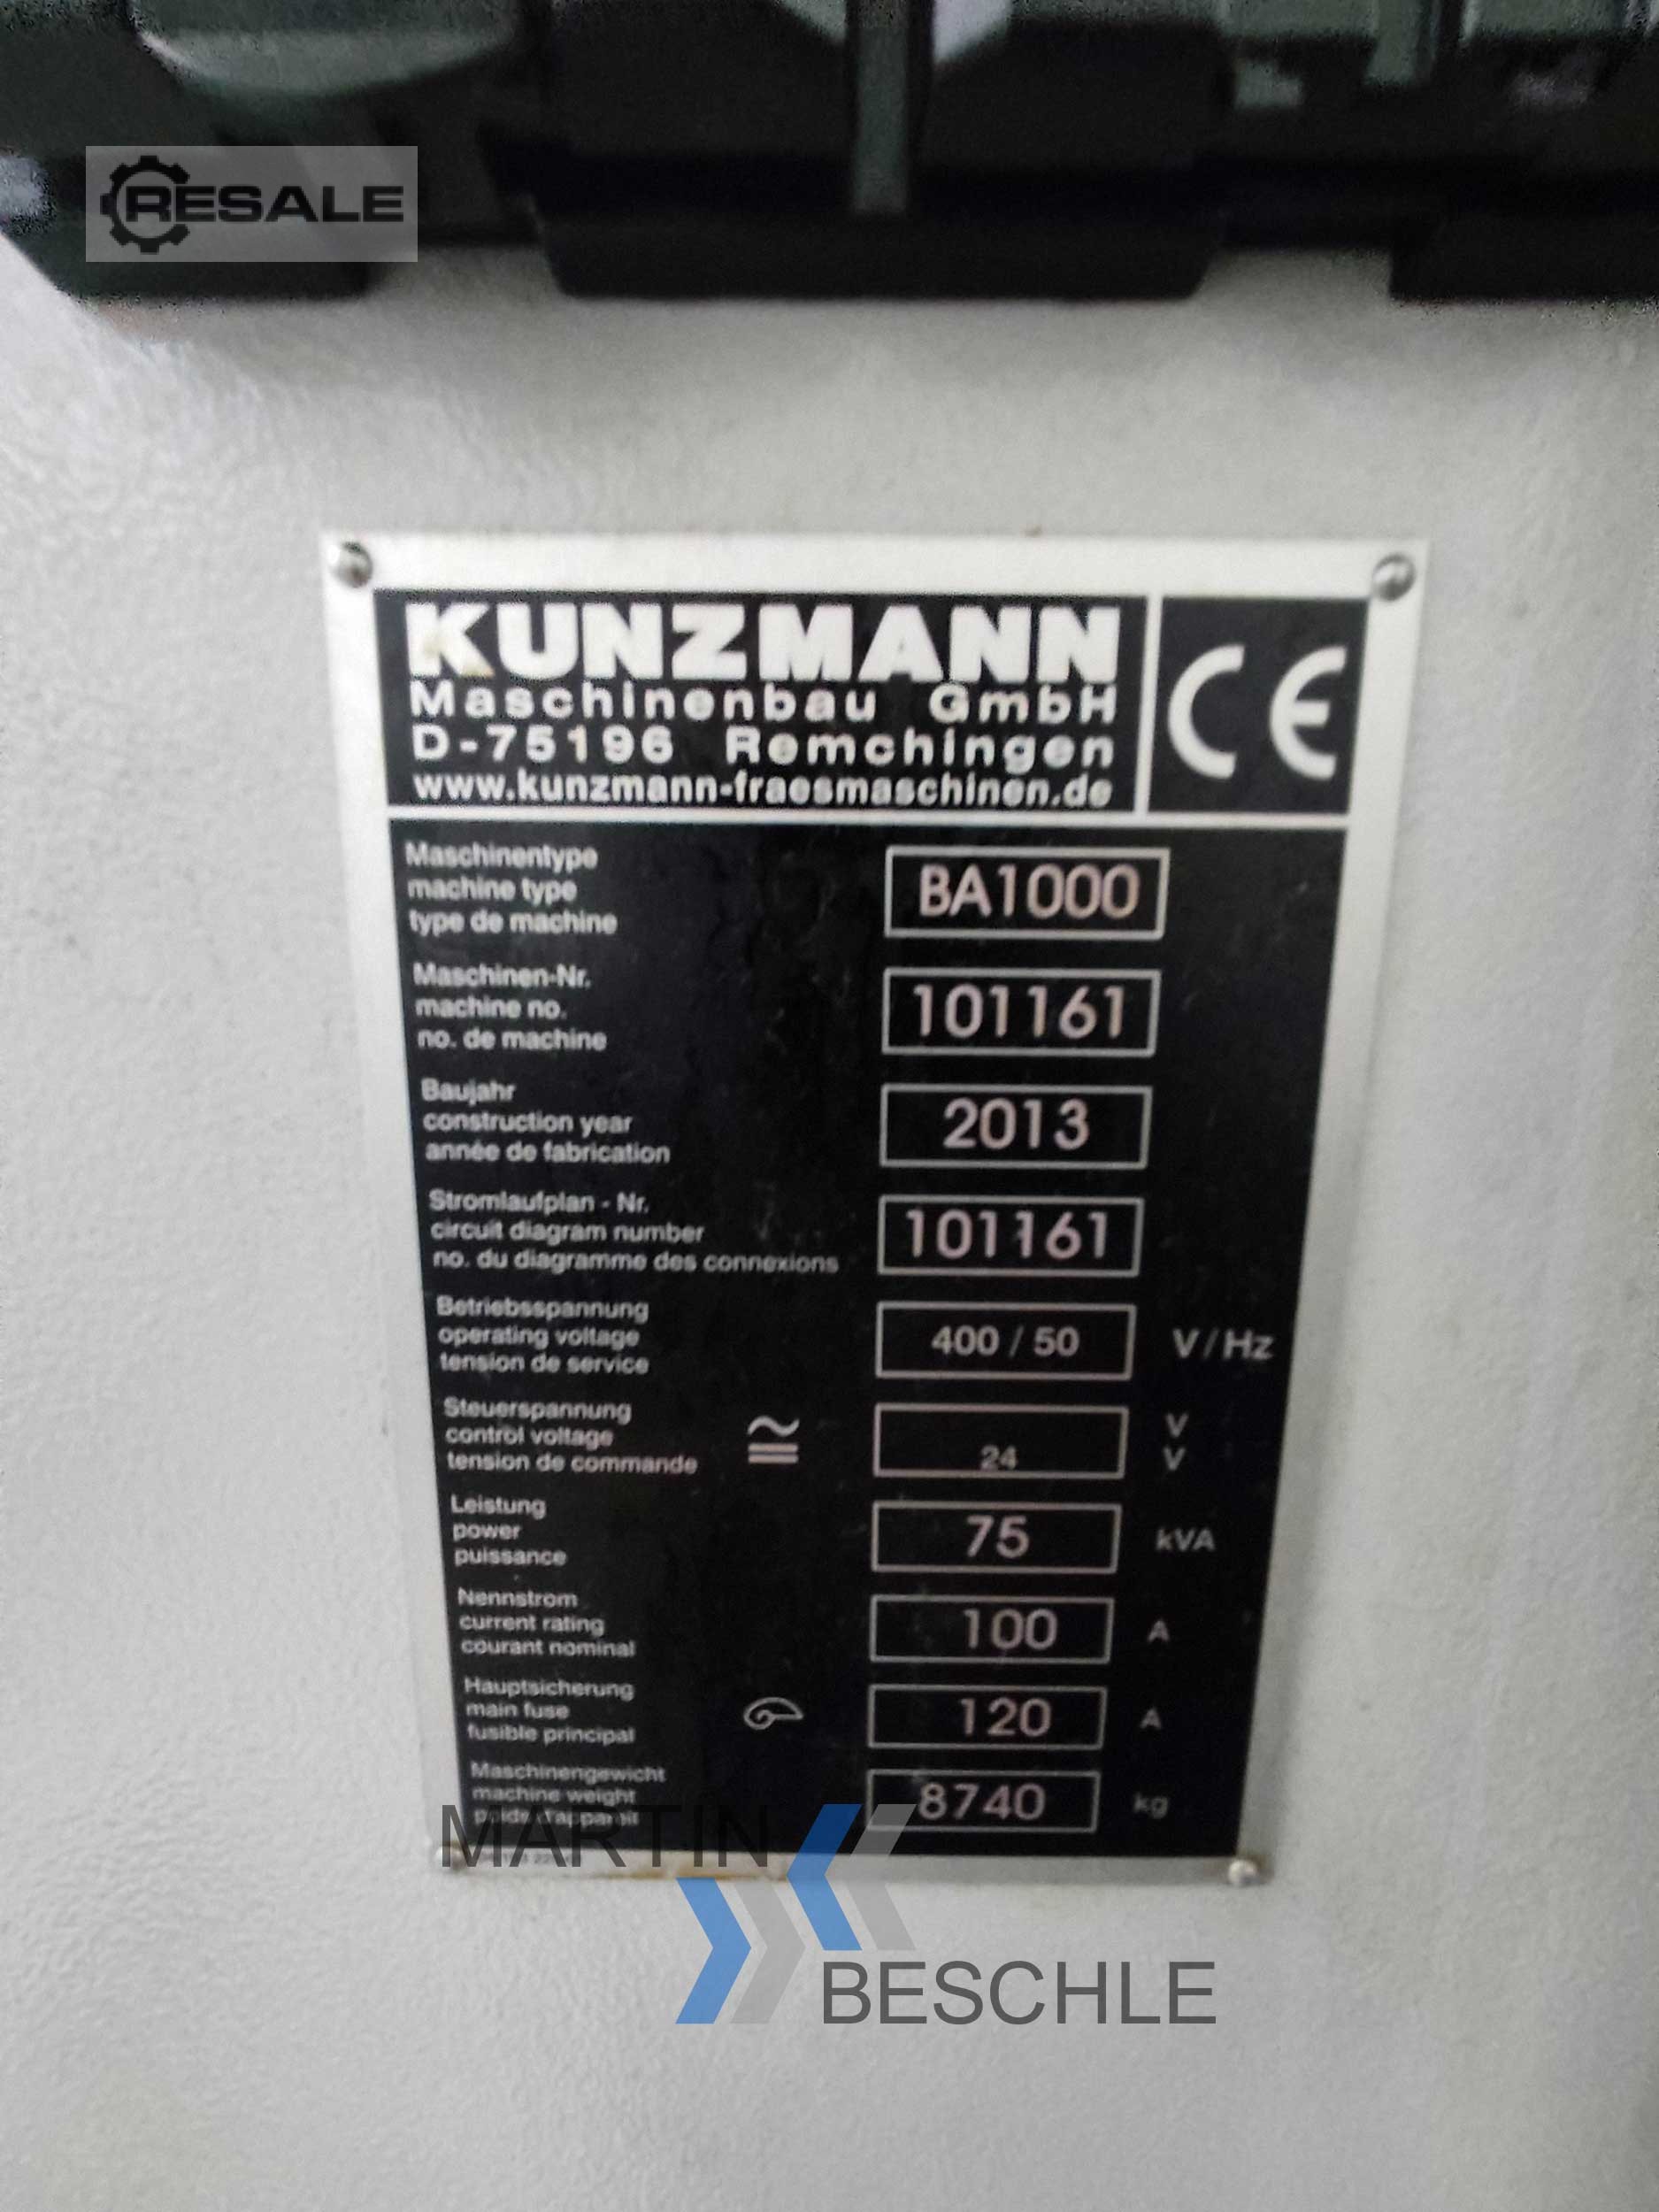 RESALE
KUNZMANN
Maschinenbau GmbH
D-75196 Remchingen
www.kunzmann-fraesmaschinen.de
CE
Maschinentype
machine type
type de machine
BA1000
Maschinen-Nr.
machine no.
no. de machine
101161
Baujahr
construction year
année de fabrication
2013
Stromlaufplan - Nr.
circuit diagram number
no. du diagramme des connexions
101161
Betriebsspannung
operating voltage
tension de service
400 / 50 V/Hz
Steuerspannung
control voltage
tension de commande
V
24 V
Leistung
power
puissance
75 kVA
Nennstrom
current rating
courant nominal
100 A
Hauptsicherung
main fuse
fusible principal
120 A
Maschinengewicht
machine weight
poids d'appareil
8740 kg
MARTIN
BESCHLE